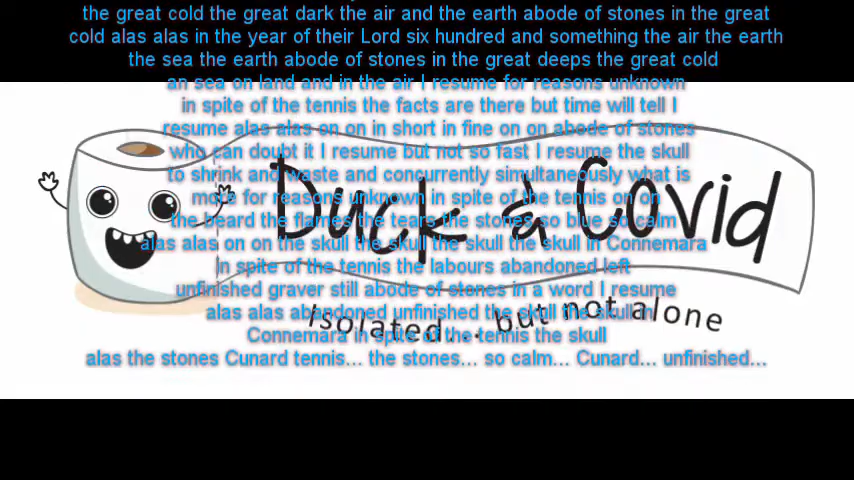 the great cold the great dark the air and the earth abode of stones in the great
cold alas alas in the year of their Lord six hundred and something the air the earth
the sea the earth abode of stones in the great deeps the great cold
an sea on land and in the air I resume for reasons unknown
in spite of the tennis the facts are there but time will tell I
resume alas alas on on in short in fine on on abode of stones
who can doubt it I resume but not so fast I resume the skull
to shrink and waste and concurrently simultaneously what is
more for reasons unknown in spite of the tennis on on
the beard the flames the tears the stones so blue so calm
alas alas on on the skull the skull the skull the skull in Connemara
in spite of the tennis the labours abandoned left
unfinished graver still abode of stones in a word I resume
alas alas abandoned unfinished the skull the skull in
Connemara in spite of the tennis the skull
alas the stones Cunard tennis... the stones... so calm... Cunard... unfinished...
Duck & Covid
Isolated... but not alone